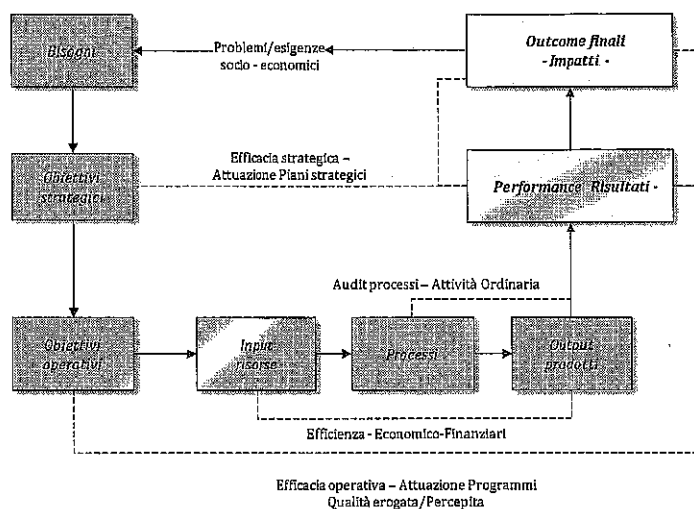 Bisogni
Problemi/esigenze
socio - economici
Outcome finali
- Impatti -
Obiettivi
strategici
Efficacia strategica –
Attuazione Piani strategici
Performance Risultati -
Audit processi – Attività Ordinaria
Obiettivi
operativi
Input
risorse
Processi
Output
prodotti
Efficienza - Economico-Finanziari
Efficacia operativa – Attuazione Programmi
Qualità erogata/Percepita